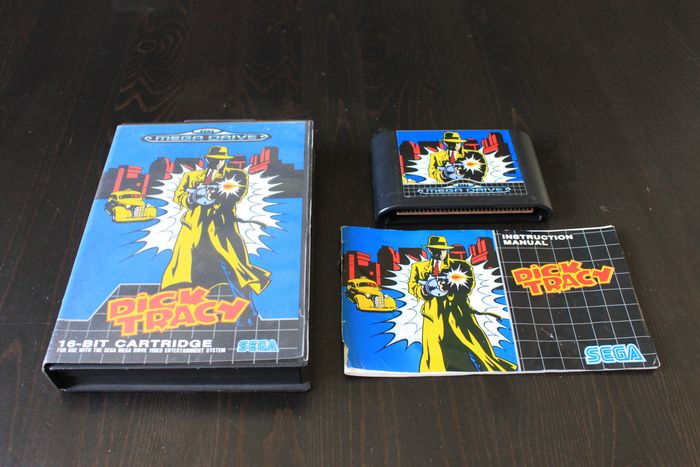 SEGA
MEGA DRIVE
DICK
TRACY
16-BIT CARTRIDGE
FOR USE WITH THE SEGA MEGA DRIVE VIDEO ENTERTAINMENT SYSTEM
SEGA
MEGA DRIVE
INSTRUCTION
MANUAL
DICK
TRACY
SEGA